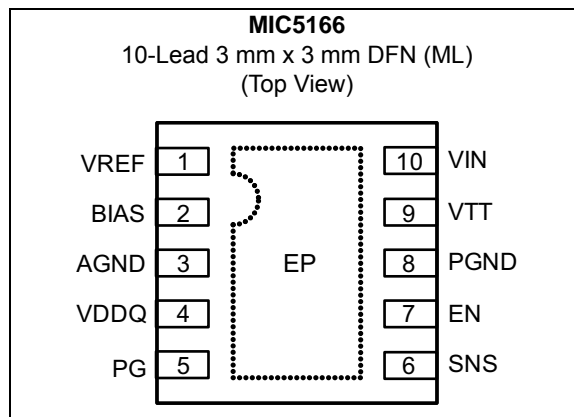 MIC5166
10-Lead 3 mm x 3 mm DFN (ML)
(Top View)
VREF 1 10 VIN
BIAS 2 9 VTT
AGND 3 EP 8 PGND
VDDQ 4 7 EN
PG 5 6 SNS